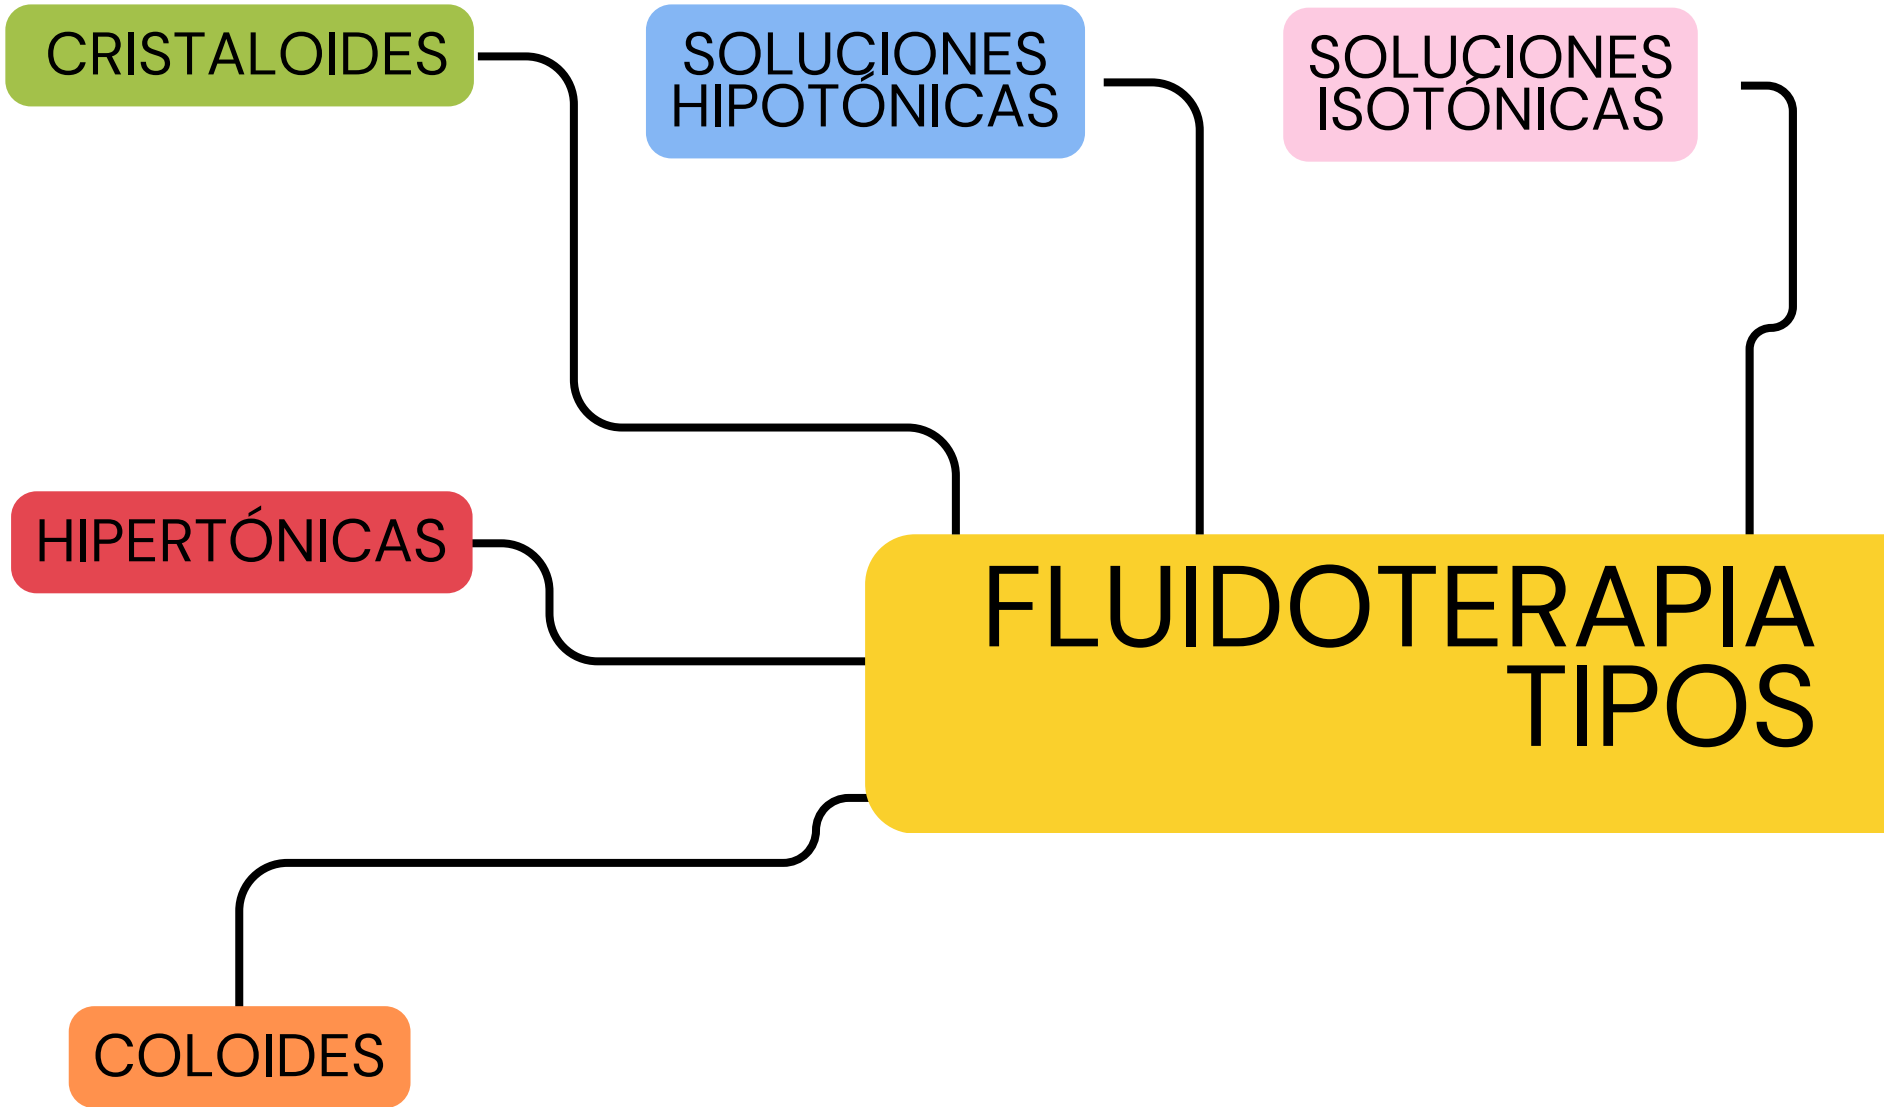 CRISTALOIDES
SOLUCIONES
HIPOTÓNICAS
SOLUCIONES
ISOTÓNICAS
HIPERTÓNICAS
FLUIDOTERAPIA
TIPOS
COLOIDES